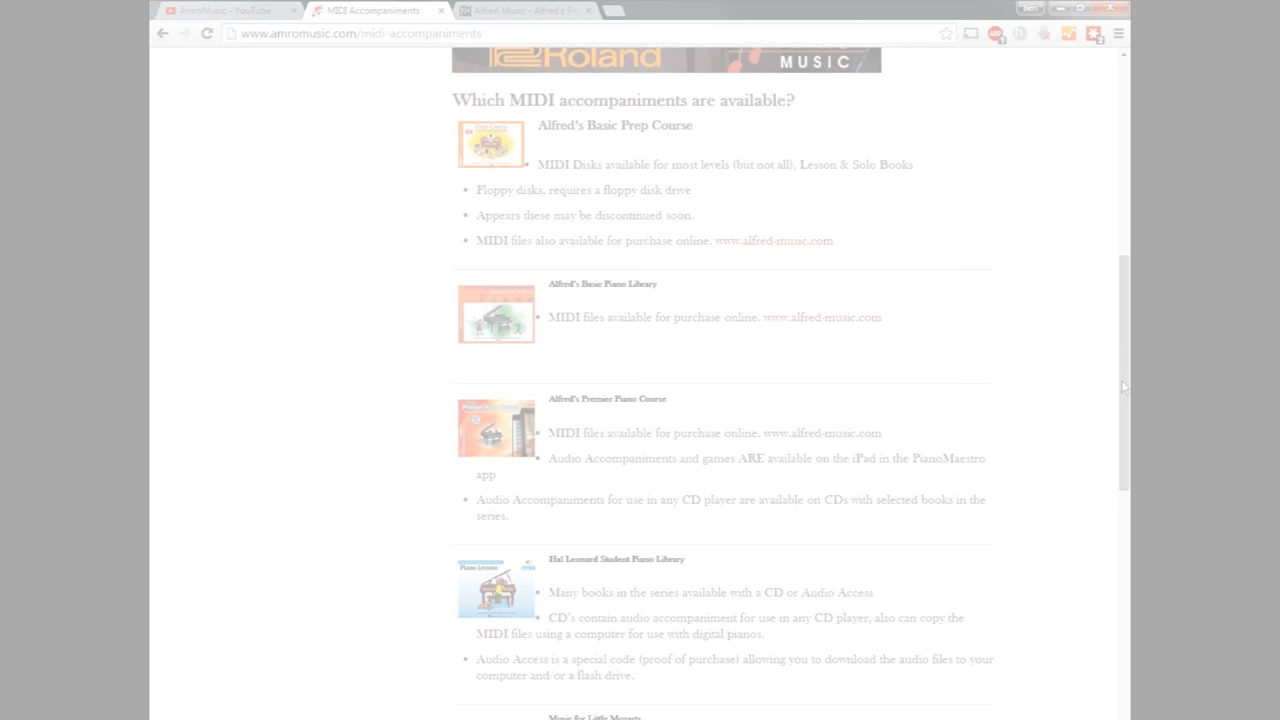 AmroMusic - YouTube
MIDI Accompaniments
Alfred Music - Alfred's Pr
Ben
www.amromusic.com/midi-accompaniments
ABP
Roland
MUSIC
Which MIDI accompaniments are available?
Alfred's Basic Prep Course
MIDI Disks available for most levels (but not all), Lesson & Solo Books
Floppy disks, requires a floppy disk drive
Appears these may be discontinued soon.
MIDI files also available for purchase online. www.alfred-music.com
Alfred's Basic Piano Library
MIDI files available for purchase online. www.alfred-music.com
Alfred's Premier Piano Course
MIDI files available for purchase online. www.alfred-music.com
Audio Accompaniments and games ARE available on the iPad in the PianoMaestro
app
Audio Accompaniments for use in any CD player are available on CDs with selected books in the
series.
Hal Leonard Student Piano Library
Piano Lessons
Many books in the series available with a CD or Audio Access
CD's contain audio accompaniment for use in any CD player, also can copy the
MIDI files using a computer for use with digital pianos.
Audio Access is a special code (proof of purchase) allowing you to download the audio files to your
computer and/or a flash drive.
Music for Little Mozarts